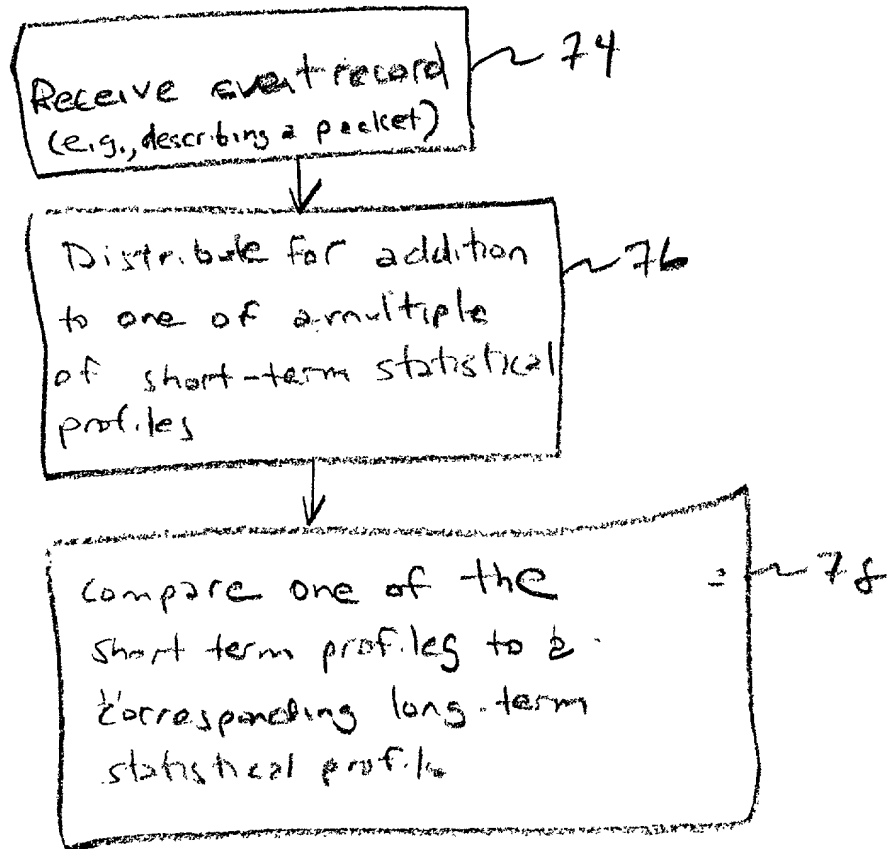 Receive event record
74
(e.g., describing a packet)
Distribute for addition
76
to one of a multiple
of short-term statistical
profiles
Compare one of the
78
short term profiles to a
corresponding long-term
statistical profile